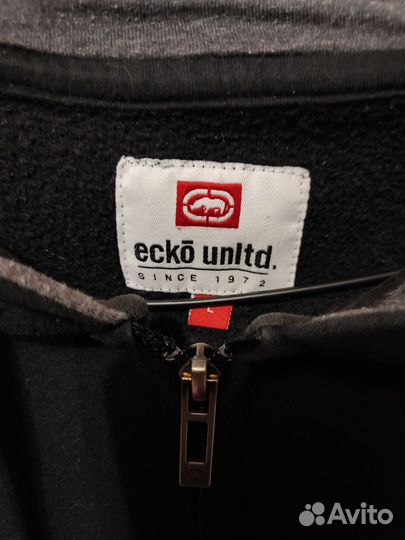 eckō unltd.
SINCE 1972
Avito